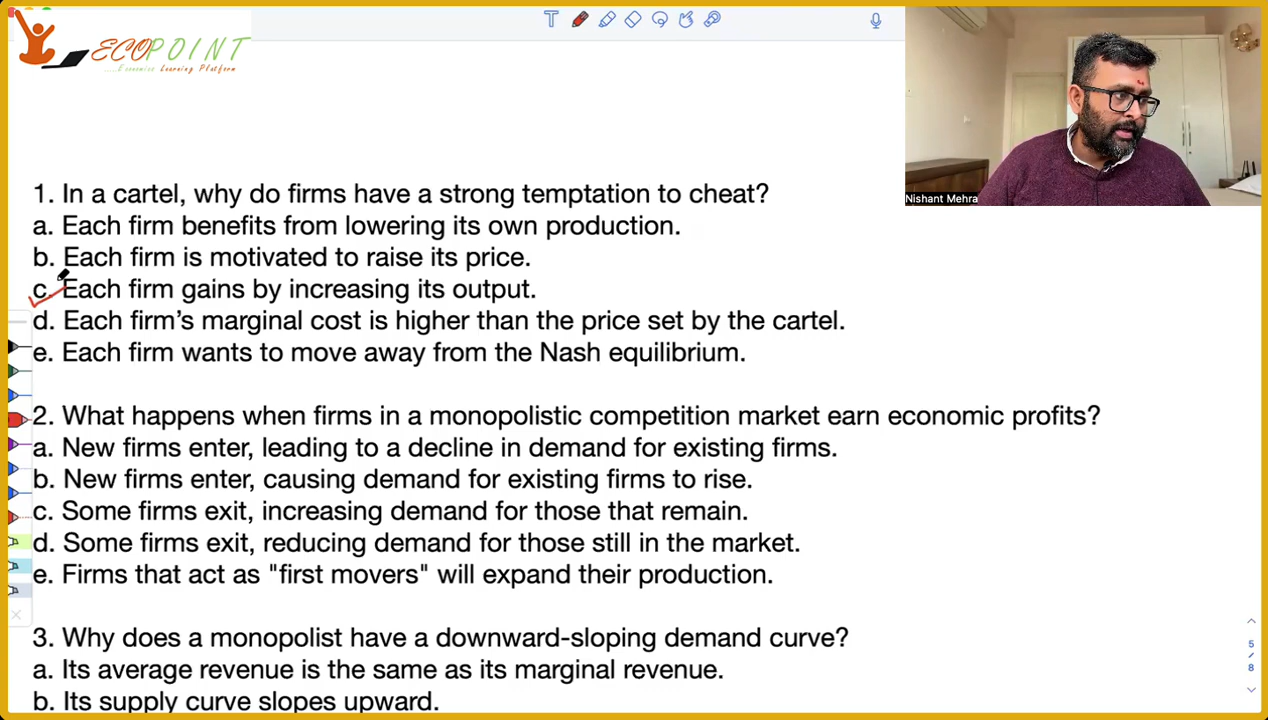 ECOPOINT
....Economics Learning Platform
T
Nishant Mehra
1. In a cartel, why do firms have a strong temptation to cheat?
a. Each firm benefits from lowering its own production.
b. Each firm is motivated to raise its price.
c. Each firm gains by increasing its output.
d. Each firm’s marginal cost is higher than the price set by the cartel.
e. Each firm wants to move away from the Nash equilibrium.
2. What happens when firms in a monopolistic competition market earn economic profits?
a. New firms enter, leading to a decline in demand for existing firms.
b. New firms enter, causing demand for existing firms to rise.
c. Some firms exit, increasing demand for those that remain.
d. Some firms exit, reducing demand for those still in the market.
e. Firms that act as "first movers" will expand their production.
3. Why does a monopolist have a downward-sloping demand curve?
a. Its average revenue is the same as its marginal revenue.
b. Its supply curve slopes upward.
5
/
8